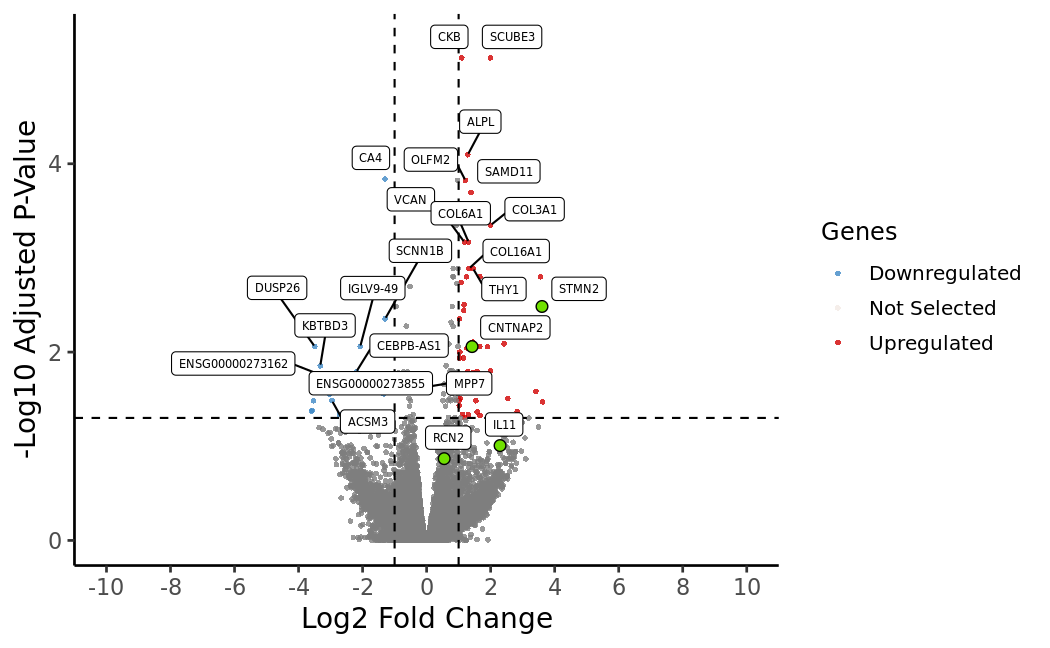 CKB SCUBE3
ALPL
CA4 OLFM2
SAMD11
VCAN
COL6A1 COL3A1
SCNN1B COL16A1
DUSP26 IGLV9-49 THY1 STMN2
KBTBD3 CNTNAP2
CEBPB-AS1
ENSG00000273162
ENSG00000273855 MPP7
ACSM3 IL11
RCN2
4
2
0
-Log10 Adjusted P-Value
-10 -8 -6 -4 -2 0 2 4 6 8 10
Log2 Fold Change
Genes
Downregulated
Not Selected
Upregulated